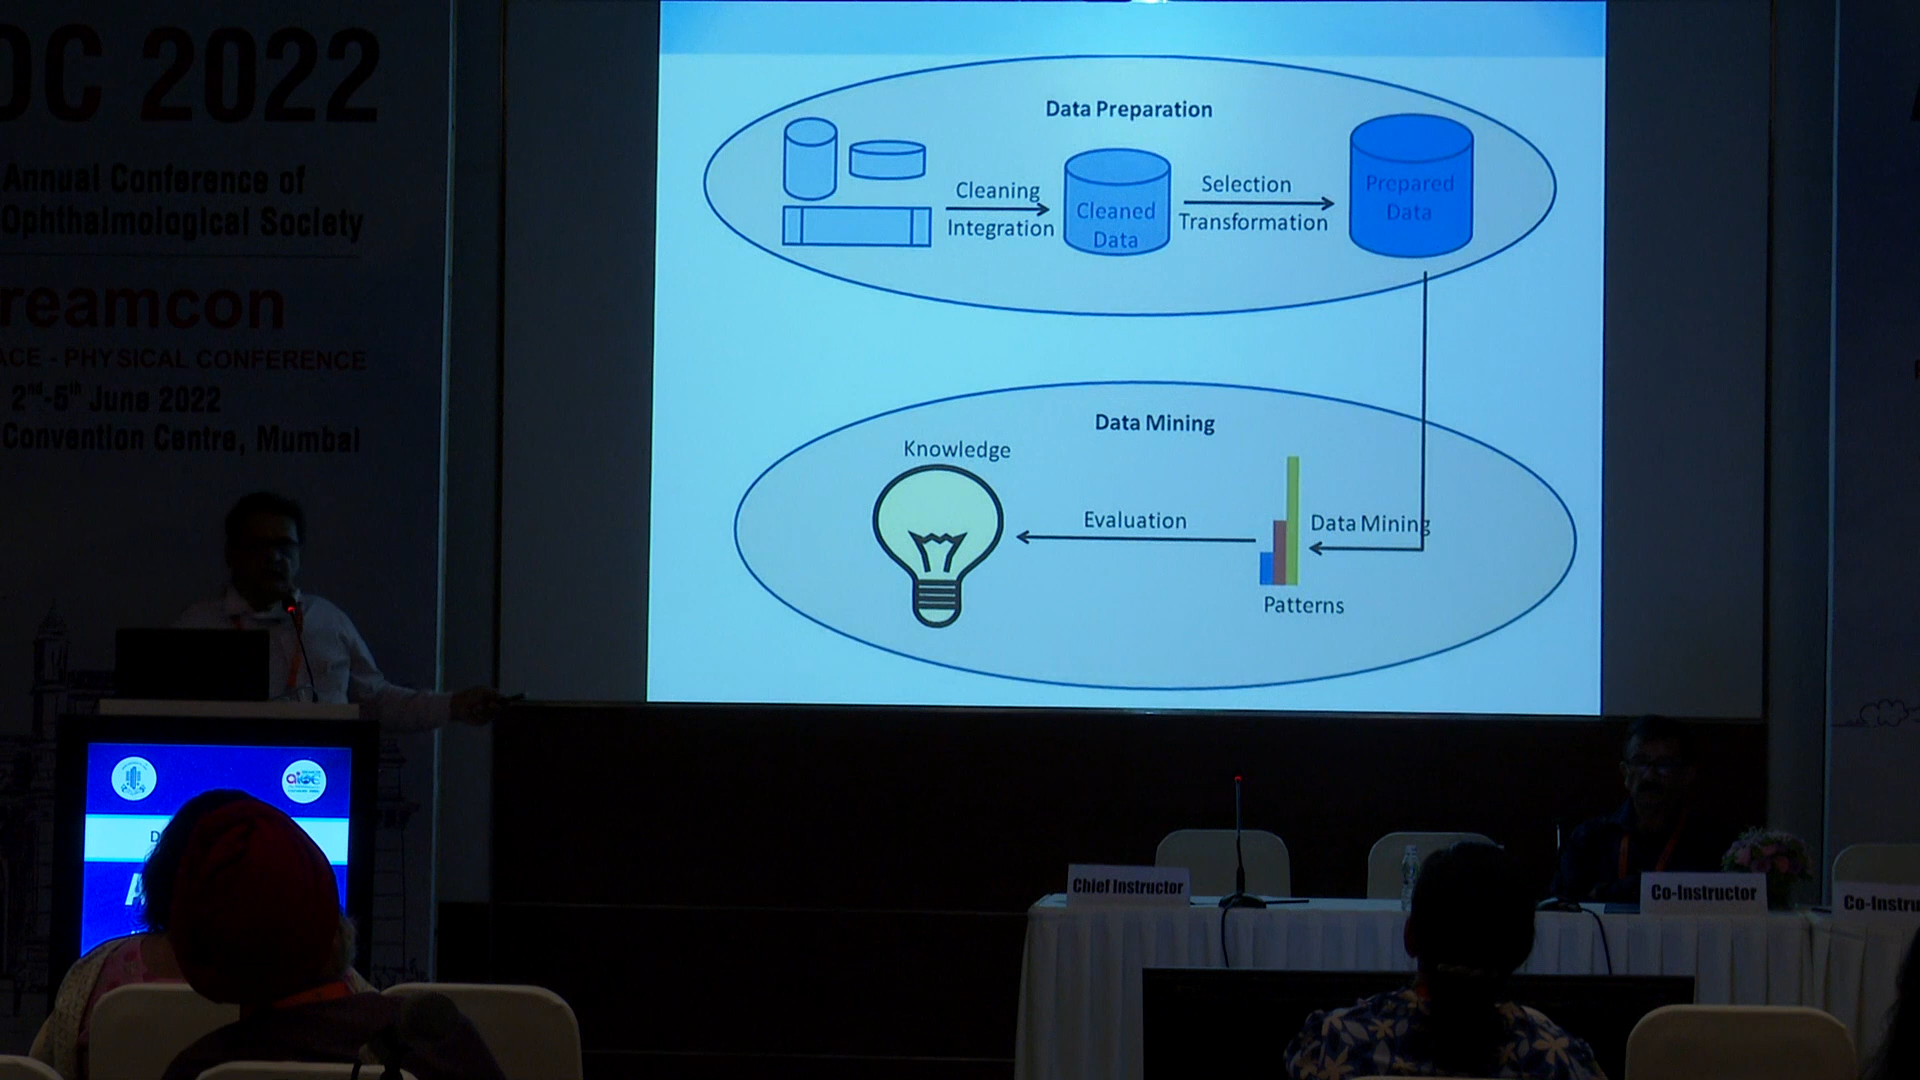 OC 2022
Annual Conference of
Ophthalmological Society
reamcon
ACE - PHYSICAL CONFERENCE
2nd-5th June 2022
Convention Centre, Mumbai
Data Preparation
Cleaning
Integration
Cleaned
Data
Selection
Transformation
Prepared
Data
Data Mining
Knowledge
Evaluation
Data Mining
Patterns
Chief Instructor
Co-Instructor
Co-Instru